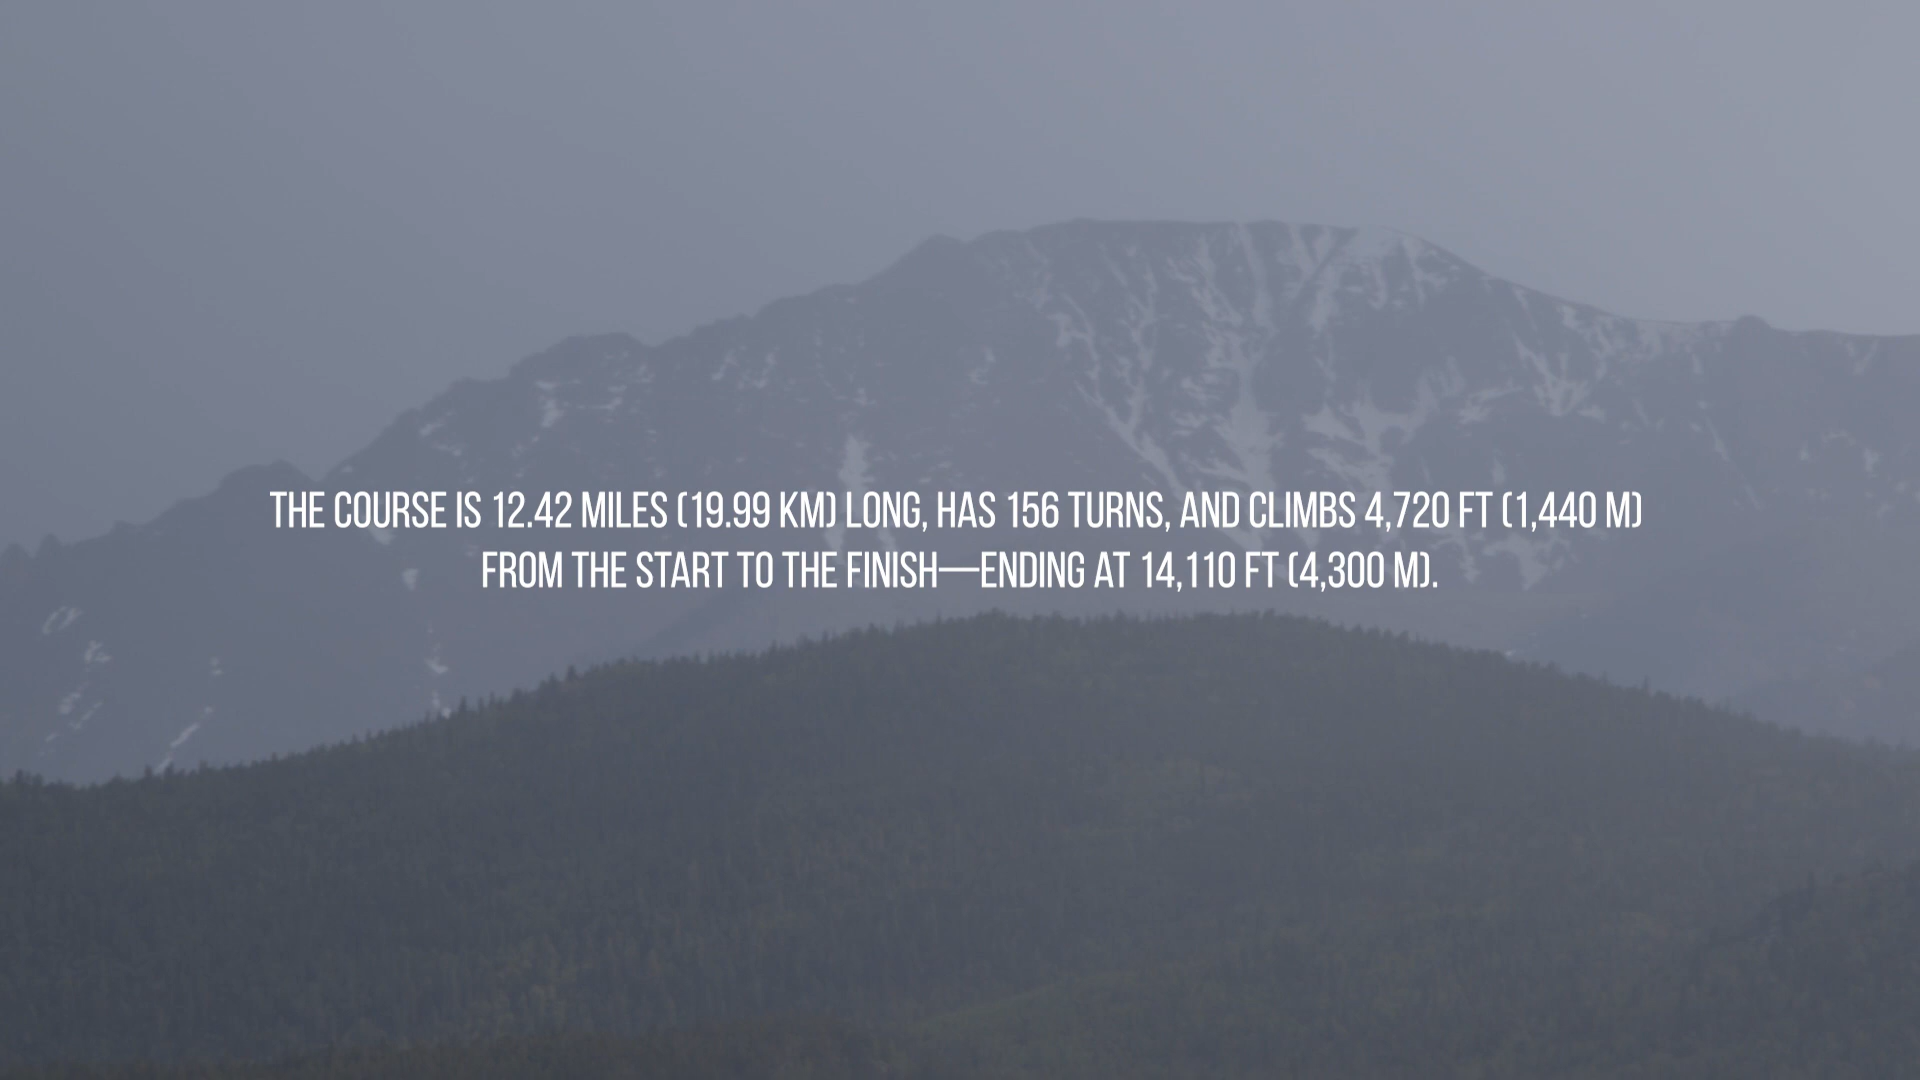 THE COURSE IS 12.42 MILES (19.99 KM) LONG, HAS 156 TURNS, AND CLIMBS 4,720 FT (1,440 M)
FROM THE START TO THE FINISH—ENDING AT 14,110 FT (4,300 M).